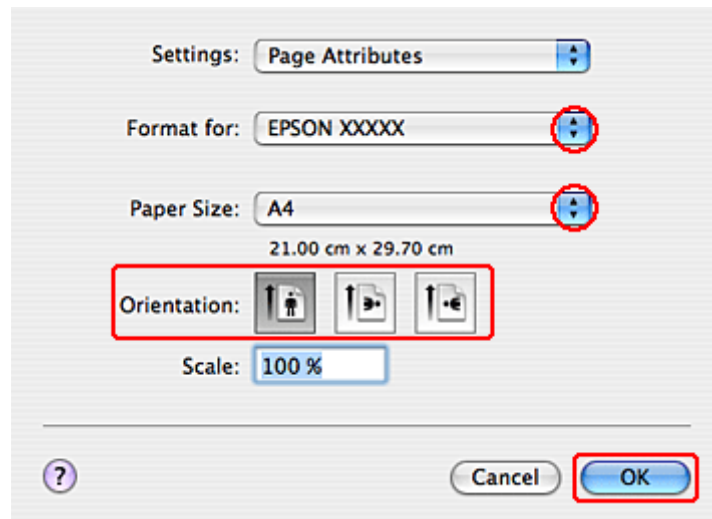 Settings: Page Attributes
Format for: EPSON XXXXX
Paper Size: A4
21.00 cm x 29.70 cm
Orientation:
Scale: 100 %
? Cancel OK